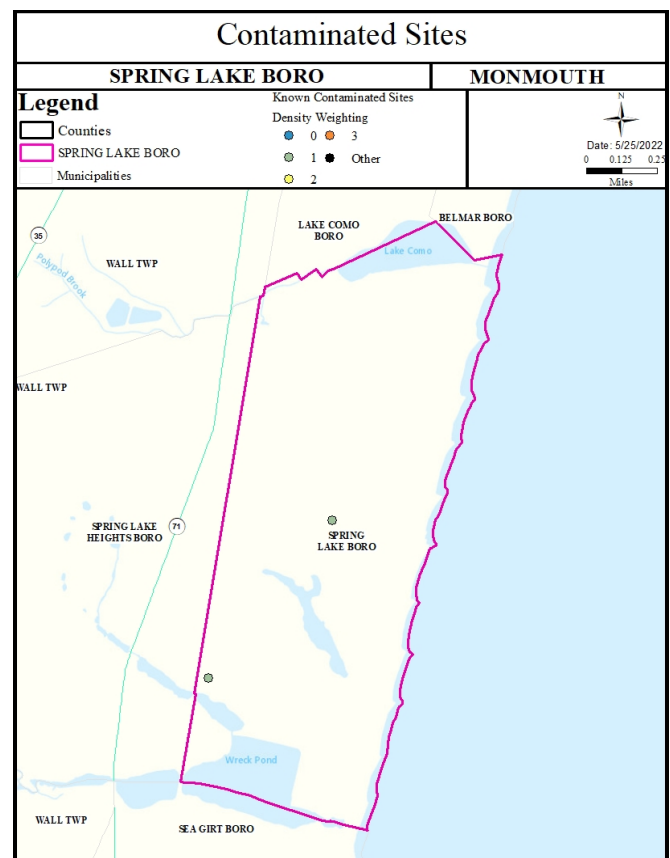 Contaminated Sites
SPRING LAKE BORO
MONMOUTH
Legend
Counties
SPRING LAKE BORO
Municipalities
Known Contaminated Sites
Density Weighting
0
3
1
Other
2
N
Date: 5/25/2022
0 0.125 0.25
Miles
BELMAR BORO
LAKE COMO
BORO
Lake Como
35
WALL TWP
Polypod
Brook
WALL TWP
SPRING LAKE
HEIGHTS BORO
71
SPRING
LAKE BORO
Wreck Pond
WALL TWP
SEA GIRT BORO